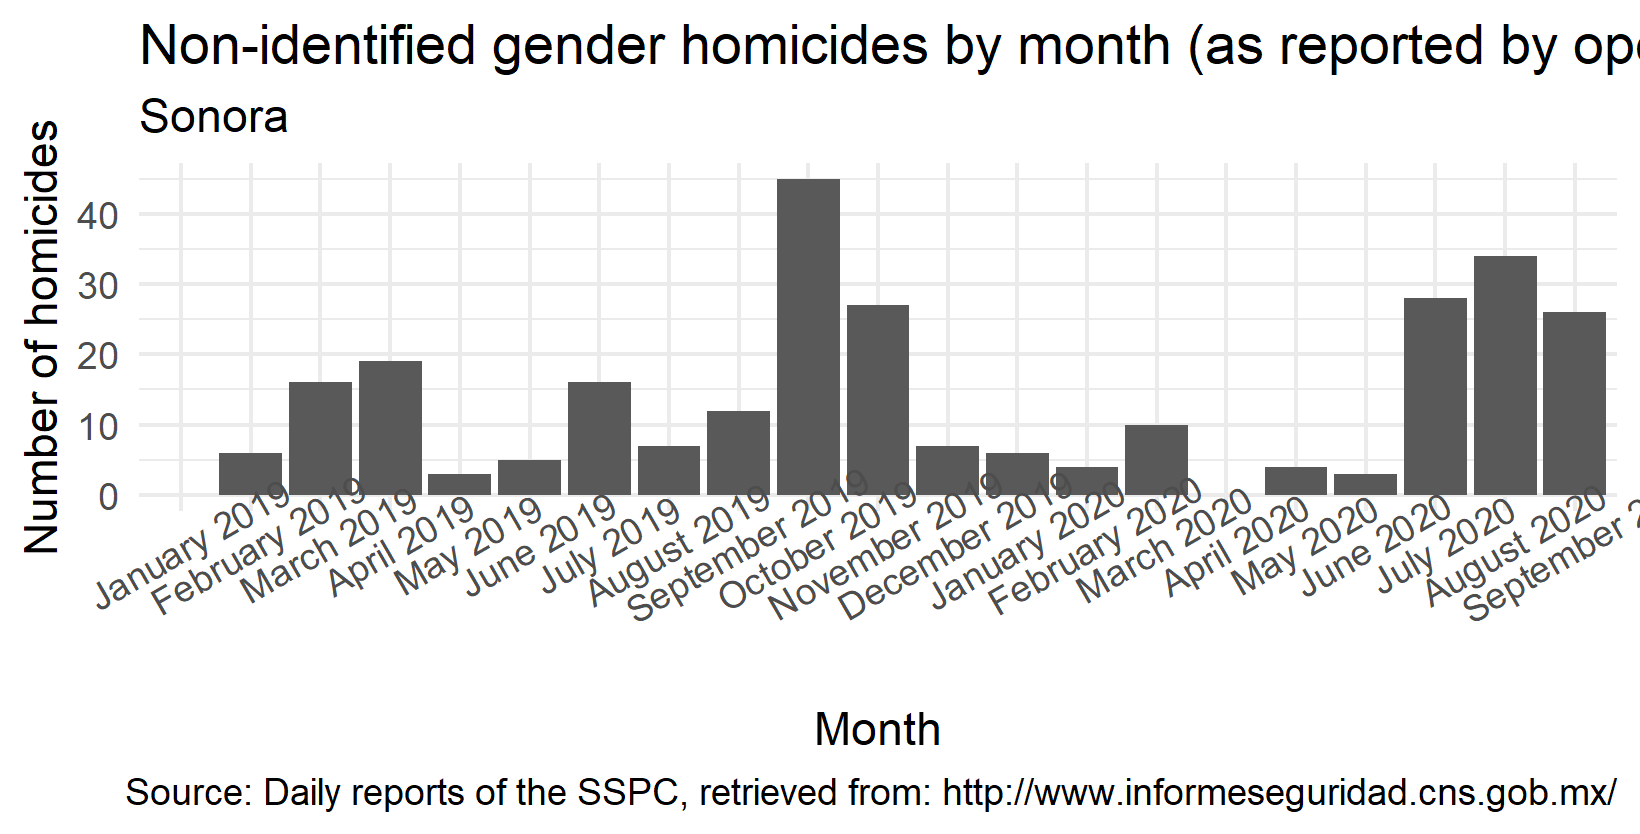 Non-identified gender homicides by month (as reported by ope
Sonora
Number of homicides
40
30
20
10
0
January 2019
February 2019
March 2019
April 2019
May 2019
June 2019
July 2019
August 2019
September 2019
October 2019
November 2019
December 2019
January 2020
February 2020
March 2020
April 2020
May 2020
June 2020
July 2020
August 2020
September 2
Month
Source: Daily reports of the SSPC, retrieved from: http://www.informeseguridad.cns.gob.mx/